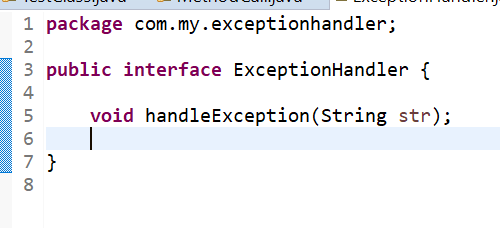 1 package com.my.exceptionhandler;
2
3 public interface ExceptionHandler {
4
5     void handleException(String str);
6
7 }
8